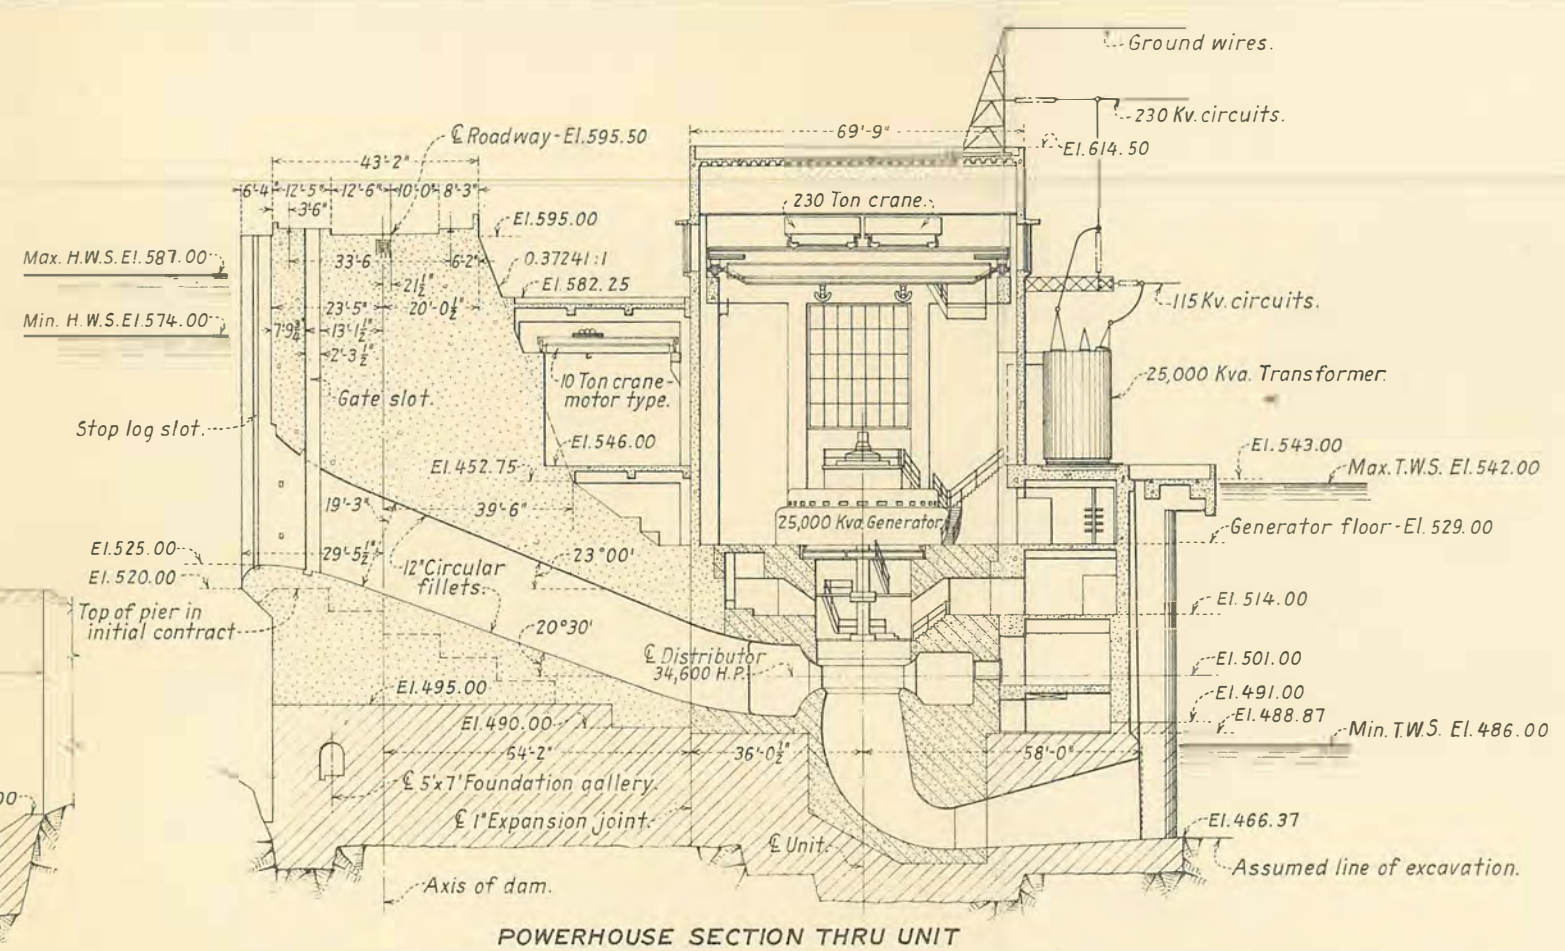 Ground wires.
230 Kv. circuits.
69'-9"
El. 614.50
℄ Roadway - El. 595.50
43'-2"
6'-4" 12'-5" 12'-6" 10'-0" 8'-3"
3'-6"
230 Ton crane.
El. 595.00
Max. H.W.S. El. 587.00
33'-6 6'-2"
0.37241:1
21½"
El. 582.25
115 Kv. circuits.
23'-5" 20'-0½"
Min. H.W.S. El. 574.00
7'-9¾" 13'-1½"
2'-3½"
10 Ton crane-
motor type.
25,000 Kva. Transformer.
Gate slot.
Stop log slot.
El. 546.00
El. 543.00
El. 452.75
Max. T.W.S. El. 542.00
19'-3" 39'-6"
25,000 Kva. Generator
Generator floor - El. 529.00
El. 525.00
29'-5½"
23°00'
El. 520.00
12" Circular
fillets.
El. 514.00
Top of pier in
initial contract
20°30'
℄ Distributor
34,600 H.P.
El. 501.00
El. 495.00
El. 491.00
El. 490.00
El. 488.87
Min. T.W.S. El. 486.00
64'-2" 36'-0½" 58'-0"
℄ 5'x7' Foundation gallery.
℄ 1" Expansion joint.
El. 466.37
℄ Unit.
Assumed line of excavation.
Axis of dam.
POWERHOUSE SECTION THRU UNIT